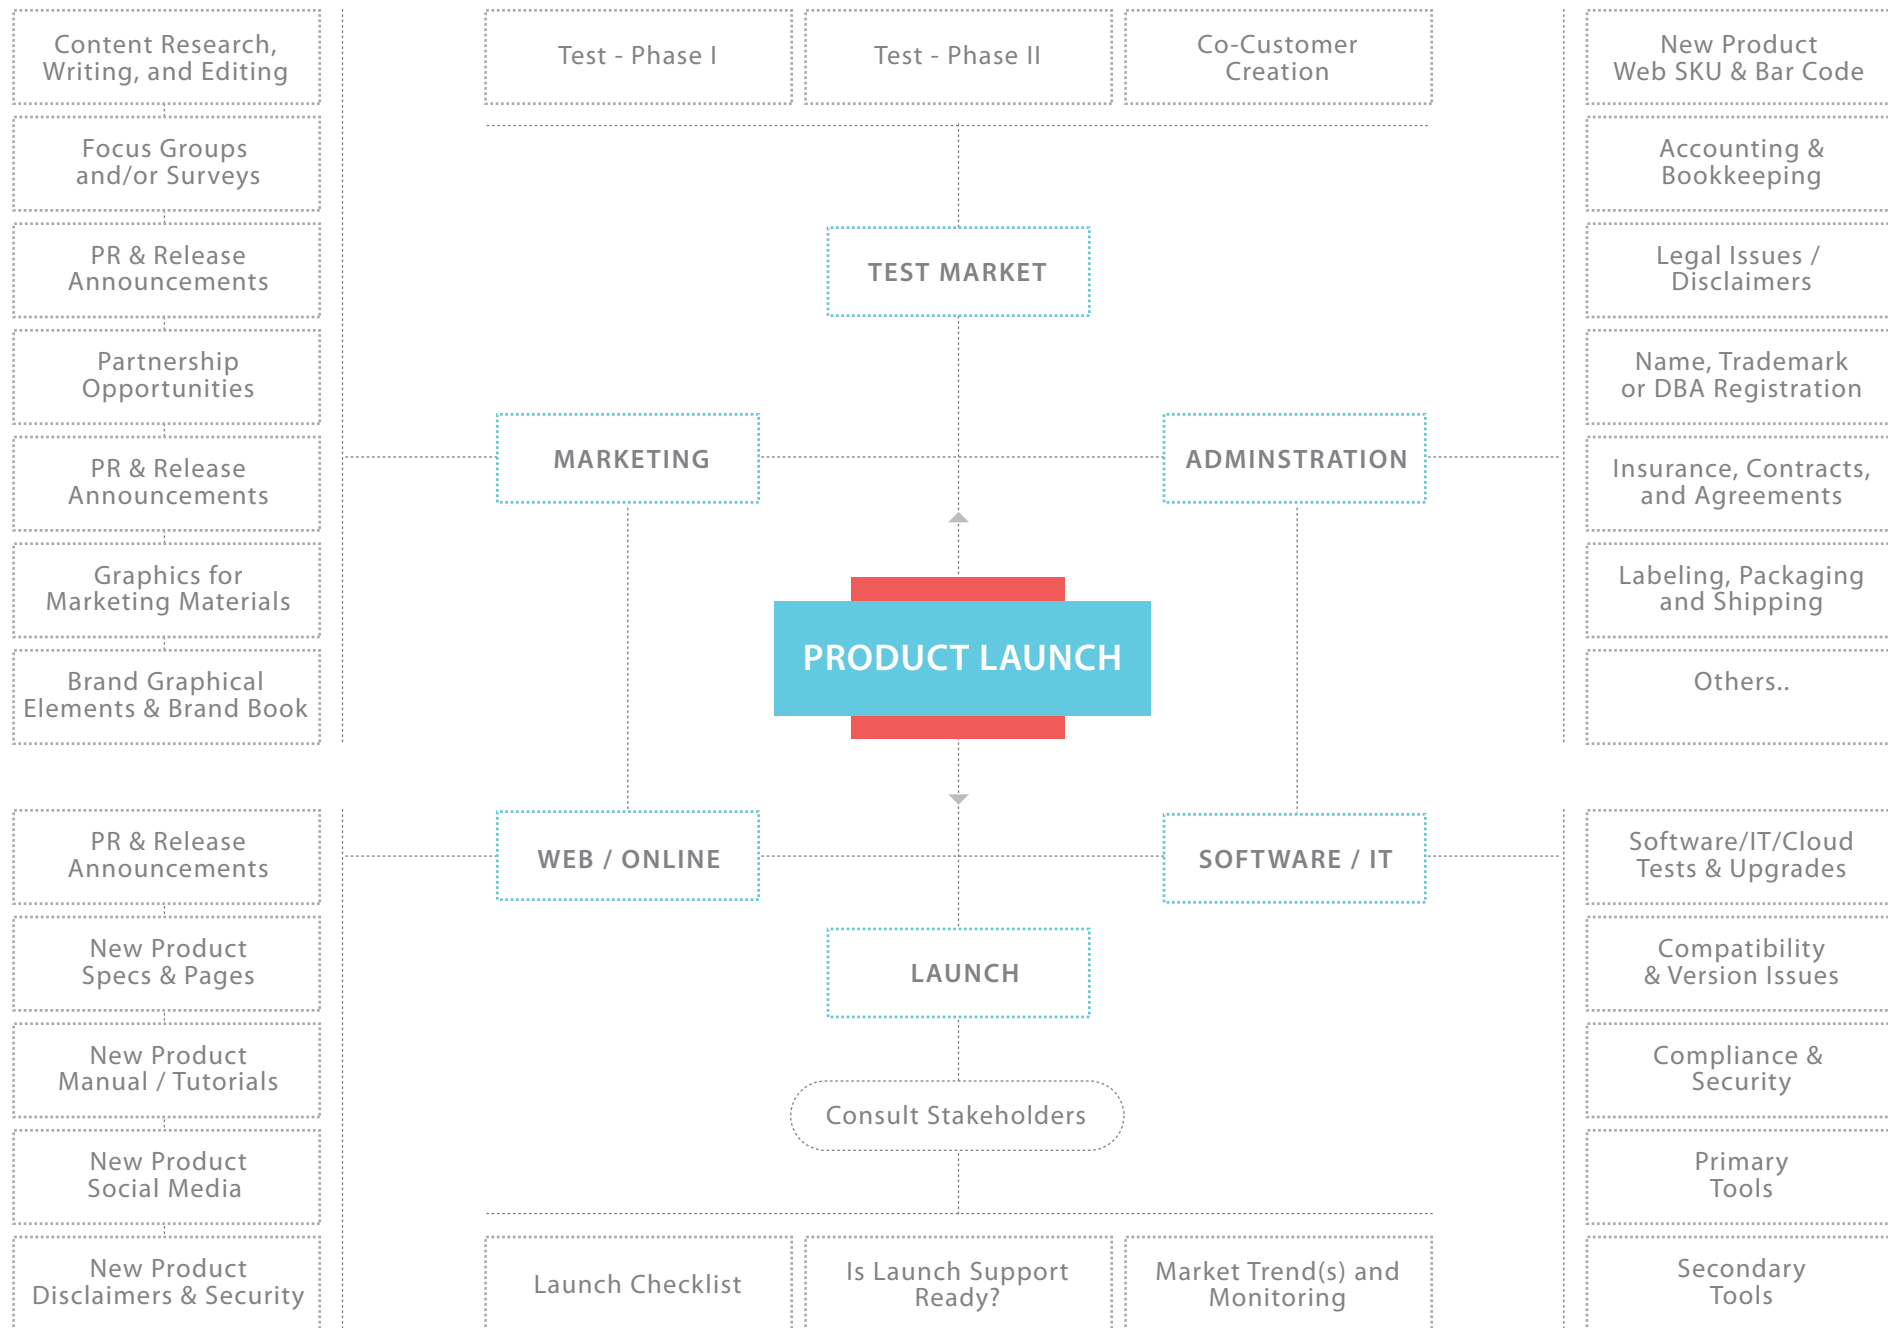 Content Research,
Writing, and Editing
Focus Groups
and/or Surveys
PR & Release
Announcements
Partnership
Opportunities
PR & Release
Announcements
Graphics for
Marketing Materials
Brand Graphical
Elements & Brand Book
Test - Phase I
Test - Phase II
Co-Customer
Creation
TEST MARKET
MARKETING
ADMINSTRATION
PRODUCT LAUNCH
New Product
Web SKU & Bar Code
Accounting &
Bookkeeping
Legal Issues /
Disclaimers
Name, Trademark
or DBA Registration
Insurance, Contracts,
and Agreements
Labeling, Packaging
and Shipping
Others..
PR & Release
Announcements
New Product
Specs & Pages
New Product
Manual / Tutorials
New Product
Social Media
New Product
Disclaimers & Security
WEB / ONLINE
SOFTWARE / IT
LAUNCH
Consult Stakeholders
Launch Checklist
Is Launch Support
Ready?
Market Trend(s) and
Monitoring
Software/IT/Cloud
Tests & Upgrades
Compatibility
& Version Issues
Compliance &
Security
Primary
Tools
Secondary
Tools